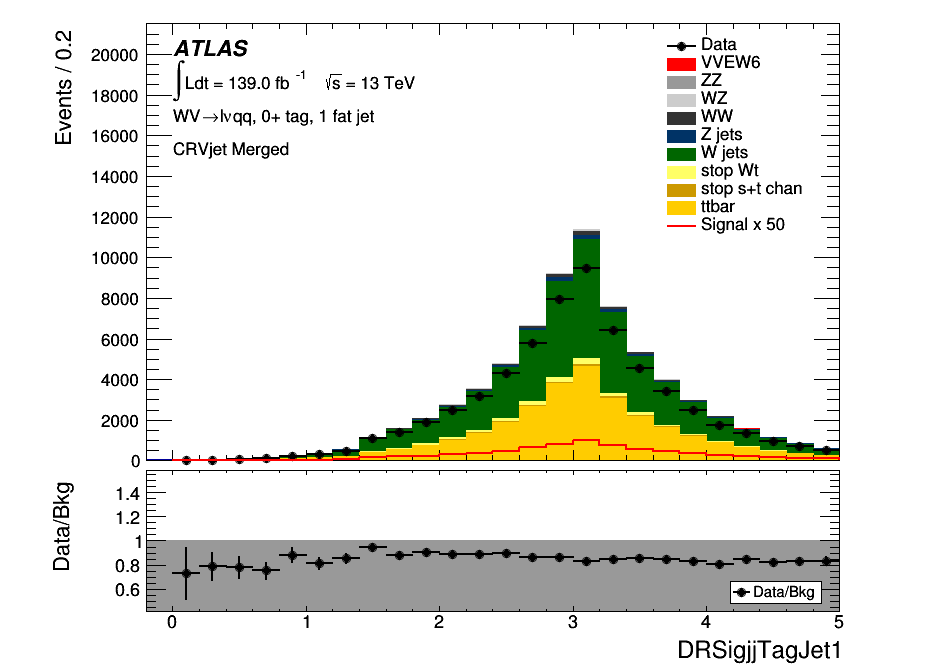 Events / 0.2
20000
18000
16000
14000
12000
10000
8000
6000
4000
2000
0
ATLAS
∫Ldt = 139.0 fb⁻¹ √s = 13 TeV
WV→lνqq, 0+ tag, 1 fat jet
CRVjet Merged
Data
VVEW6
ZZ
WZ
WW
Z jets
W jets
stop Wt
stop s+t chan
ttbar
Signal x 50
Data/Bkg
1.4
1.2
1
0.8
0.6
Data/Bkg
0 1 2 3 4 5
DRSigjjTagJet1